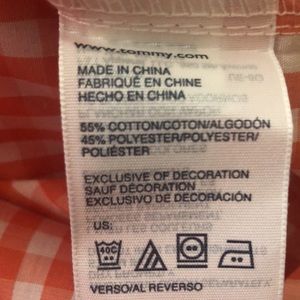 www.tommy.com
MADE IN CHINA
FABRIQUÉ EN CHINE
HECHO EN CHINA
55% COTTON/COTON/ALGODÓN
45% POLYESTER/POLYESTER/
POLIÉSTER
EXCLUSIVE OF DECORATION
SAUF DÉCORATION
EXCLUSIVO DE DECORACIÓN
US:
40C
VERSO/AL REVERSO